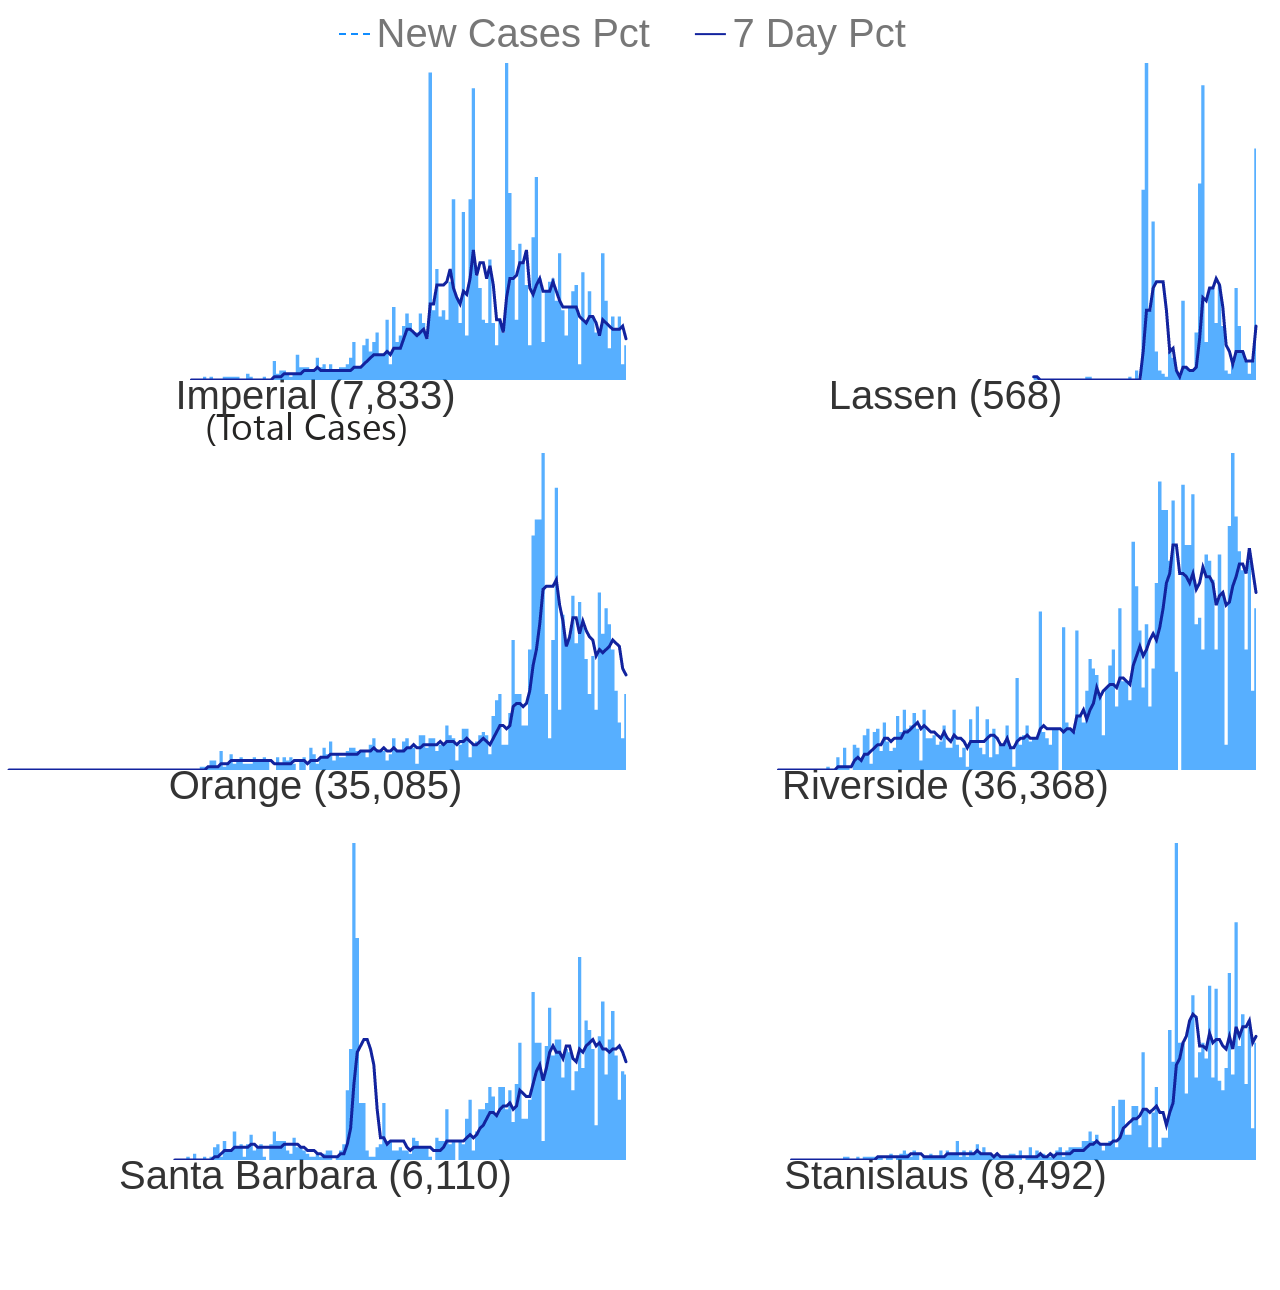 New Cases Pct 7 Day Pct
Imperial (7,833) Lassen (568)
(Total Cases)
Orange (35,085) Riverside (36,368)
Santa Barbara (6,110) Stanislaus (8,492)